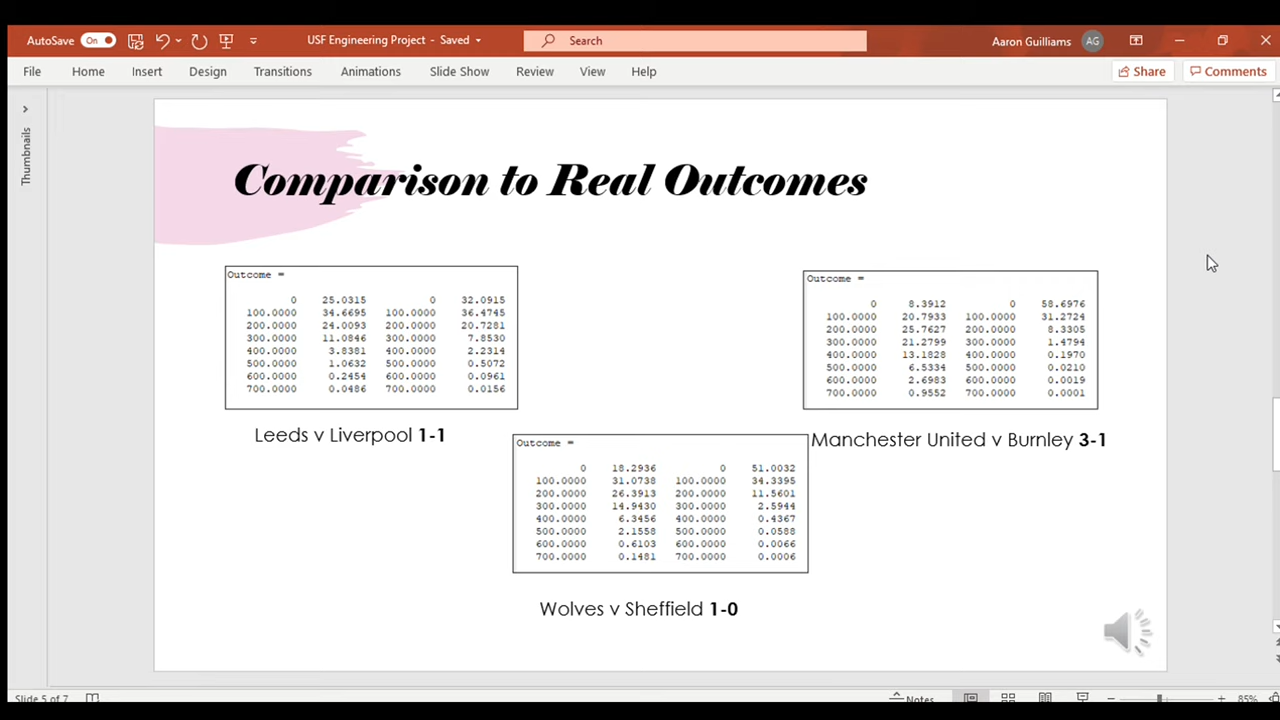 AutoSave On USF Engineering Project - Saved Search Aaron Guilliams AG
File Home Insert Design Transitions Animations Slide Show Review View Help Share Comments
Thumbnails
Comparison to Real Outcomes
Outcome =
0 25.0315 0 32.0915
100.0000 34.6695 100.0000 36.4745
200.0000 24.0093 200.0000 20.7281
300.0000 11.0846 300.0000 7.8530
400.0000 3.8381 400.0000 2.2314
500.0000 1.0632 500.0000 0.5072
600.0000 0.2454 600.0000 0.0961
700.0000 0.0486 700.0000 0.0156
Leeds v Liverpool 1-1
Outcome =
0 8.3912 0 58.6976
100.0000 20.7933 100.0000 31.2724
200.0000 25.7627 200.0000 8.3305
300.0000 21.2799 300.0000 1.4794
400.0000 13.1828 400.0000 0.1970
500.0000 6.5334 500.0000 0.0210
600.0000 2.6983 600.0000 0.0019
700.0000 0.9552 700.0000 0.0001
Manchester United v Burnley 3-1
Outcome =
0 18.2936 0 51.0032
100.0000 31.0738 100.0000 34.3395
200.0000 26.3913 200.0000 11.5601
300.0000 14.9430 300.0000 2.5944
400.0000 6.3456 400.0000 0.4367
500.0000 2.1558 500.0000 0.0588
600.0000 0.6103 600.0000 0.0066
700.0000 0.1481 700.0000 0.0006
Wolves v Sheffield 1-0
Slide 5 of 7 Notes 85%